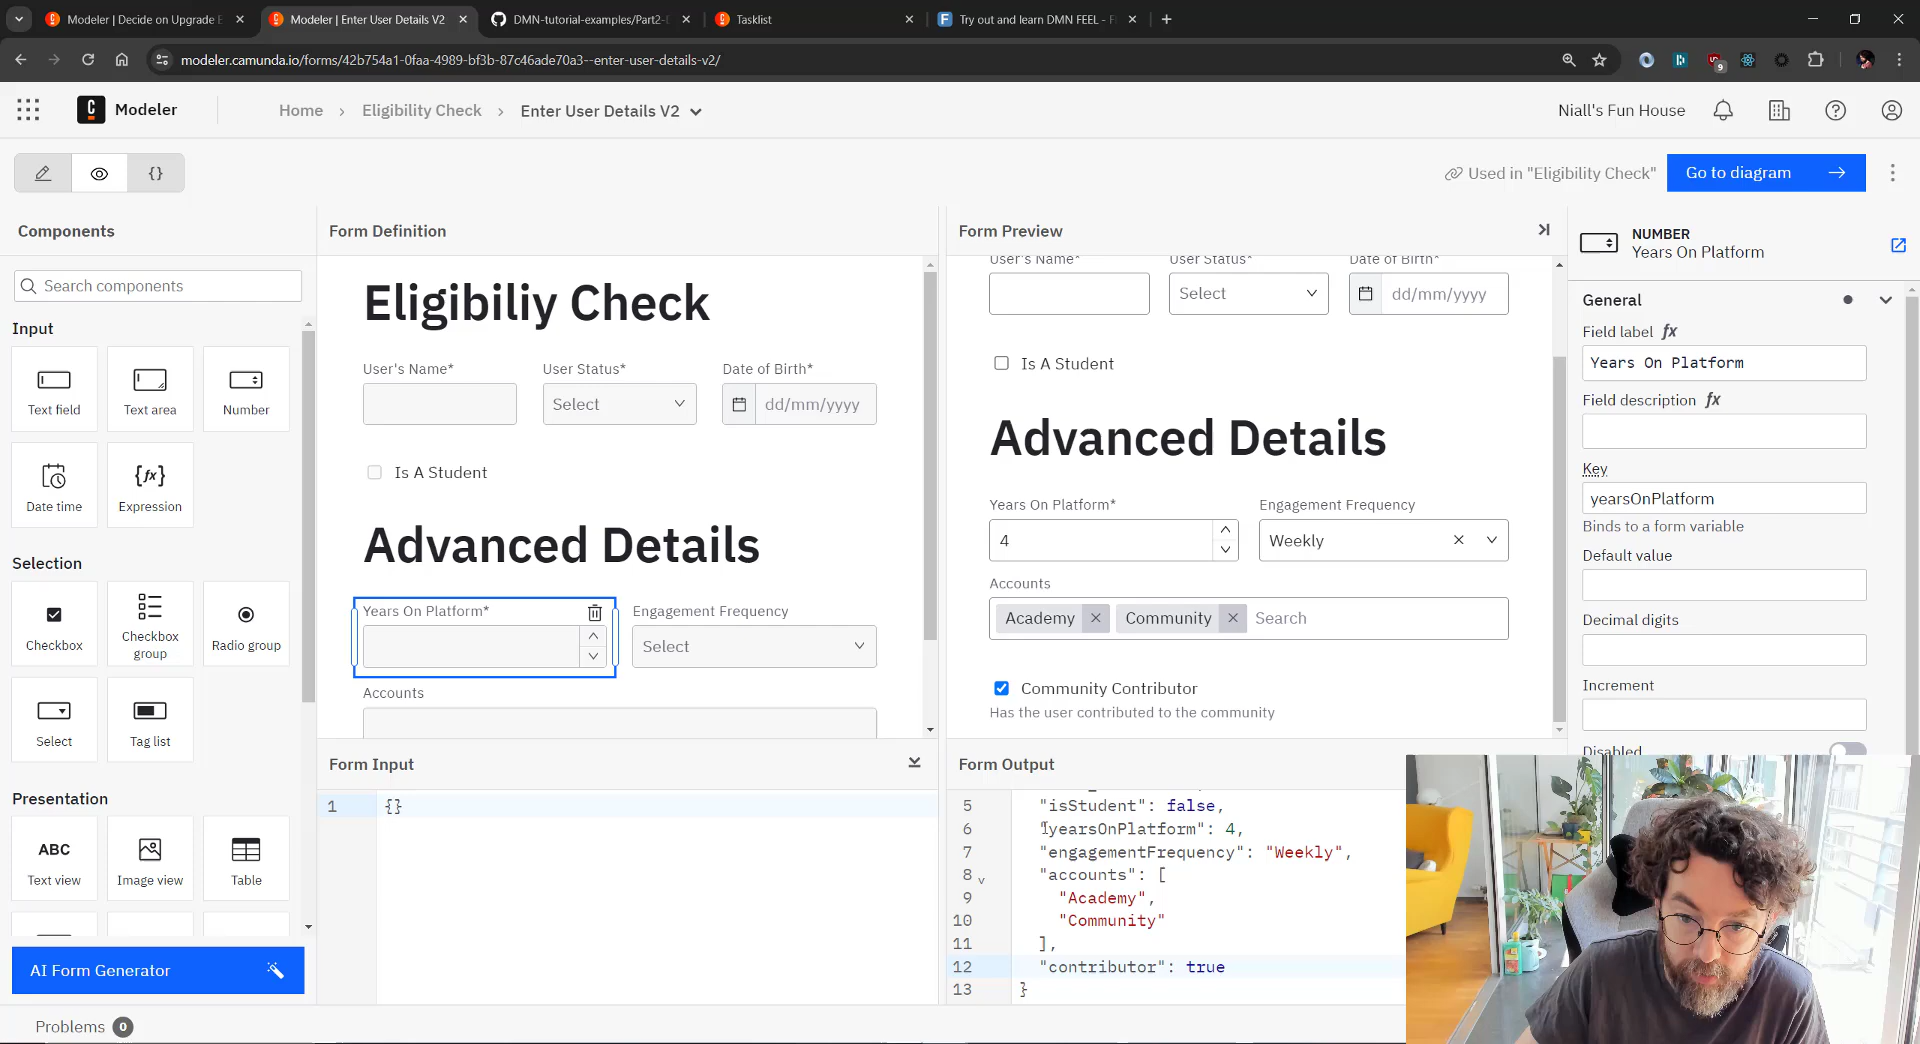 Modeler | Decide on Upgrade E
Modeler | Enter User Details V2
DMN-tutorial-examples/Part2-D
Tasklist
Try out and learn DMN FEEL - F
modeler.camunda.io/forms/42b754a1-0faa-4989-bf3b-87c46ade70a3--enter-user-details-v2/
9
Modeler
Home
Eligibility Check
Enter User Details V2
Niall's Fun House
{}
Used in "Eligibility Check"
Go to diagram
Components
Search components
Input
Text field
Text area
Number
Date time
Expression
Selection
Checkbox
Checkbox group
Radio group
Select
Tag list
Presentation
ABC
Text view
Image view
Table
AI Form Generator
Problems 0
Form Definition
Eligibiliy Check
User's Name*
User Status*
Date of Birth*
Select
dd/mm/yyyy
Is A Student
Advanced Details
Years On Platform*
Engagement Frequency
Select
Accounts
Form Input
1 {}
Form Preview
User's Name*
User Status*
Date of Birth*
Select
dd/mm/yyyy
Is A Student
Advanced Details
Years On Platform*
Engagement Frequency
4
Weekly
Accounts
Academy
Community
Search
Community Contributor
Has the user contributed to the community
Form Output
5 "isStudent": false,
6 "yearsOnPlatform": 4,
7 "engagementFrequency": "Weekly",
8 "accounts": [
9 "Academy",
10 "Community"
11 ],
12 "contributor": true
13 }
NUMBER
Years On Platform
General
Field label fx
Years On Platform
Field description fx
Key
yearsOnPlatform
Binds to a form variable
Default value
Decimal digits
Increment
Disabled